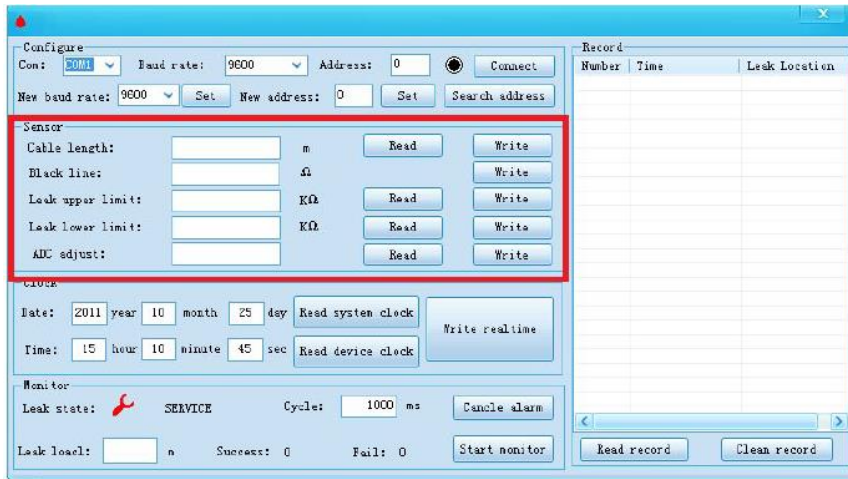 Configure
Con: COM1 Baud rate: 9600 Address: 0 Connect
New baud rate: 9600 Set New address: 0 Set Search address
Sensor
Cable length: m Read Write
Black line: Ω Write
Leak upper limit: KΩ Read Write
Leak lower limit: KΩ Read Write
ADC adjust: Read Write
Clock
Date: 2011 year 10 month 25 day Read system clock
Write realtime
Time: 15 hour 10 minute 45 sec Read device clock
Monitor
Leak state: SERVICE Cycle: 1000 ms Cancle alarm
Leak loacl: m Success: 0 Fail: 0 Start monitor
Record
Number Time Leak Location
Read record Clean record